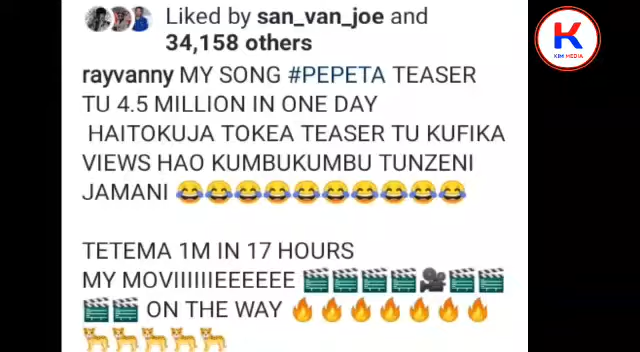 Liked by san_van_joe and
34,158 others
rayvanny MY SONG #PEPETA TEASER
TU 4.5 MILLION IN ONE DAY
HAITOKUJA TOKEA TEASER TU KUFIKA
VIEWS HAO KUMBUKUMBU TUNZENI
JAMANI 😂😂😂😂😂😂😂😂😂😂
TETEMA 1M IN 17 HOURS
MY MOVIIIIIIEEEEEE 🎬🎬🎬🎬🎥🎬🎬
🎬🎬 ON THE WAY 🔥🔥🔥🔥🔥🔥🔥
🐆🐆🐆🐆🐆
K
KIM MEDIA